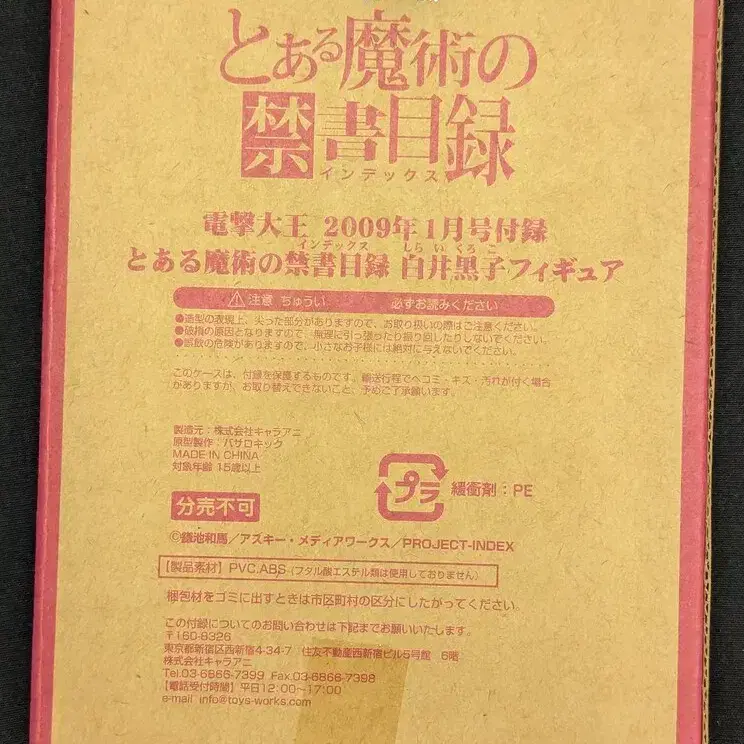 とある魔術の
禁書目録
インデックス
電撃大王 2009年1月号付録
インデックス しらいくろこ
とある魔術の禁書目録 白井黒子フィギュア
⚠注意 ちゅうい 必ずお読みください
●造型の表現上、尖った部分がありますので、お取り扱いの際はご注意ください。
●破損の原因となりますので、無理に引っ張ったり振り回したりしないでください。
●誤飲の危険がありますので、小さなお子様には絶対に与えないでください。
このケースは、付録を保護するものです。輸送行程でヘコミ・キズ・汚れが付く場合
がありますが、お取り替えできないこと、予めご了承願います。
製造元:株式会社キャラアニ
原型製作:バザロキック
MADE IN CHINA
対象年齢 15歳以上
プラ 緩衝剤:PE
分売不可
©鎌池和馬/アスキー・メディアワークス/PROJECT-INDEX
【製品素材】PVC.ABS(フタル酸エステル類は使用しておりません)
梱包材をゴミに出すときは市区町村の区分にしたがってください。
この付録についてのお問い合わせは下記までお願いいたします。
〒160-8326
東京都新宿区西新宿4-34-7 住友不動産西新宿ビル5号館 6階
株式会社キャラアニ
Tel.03-6866-7399 Fax.03-6866-7398
【電話受付時間】平日12:00~17:00
e-mail info@toys-works.com